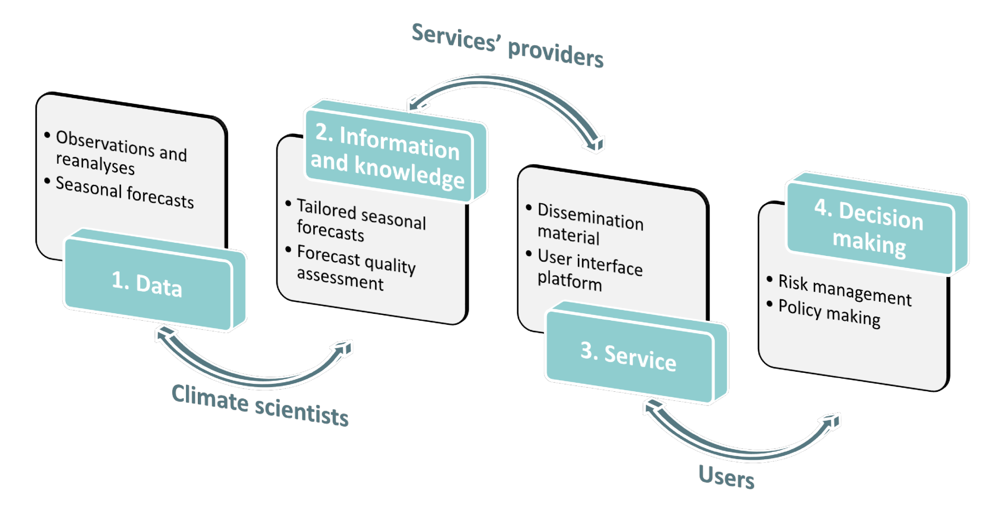 Services’ providers
• Observations and
reanalyses
• Seasonal forecasts
1. Data
Climate scientists
2. Information
and knowledge
• Tailored seasonal
forecasts
• Forecast quality
assessment
• Dissemination
material
• User interface
platform
3. Service
Users
4. Decision
making
• Risk management
• Policy making